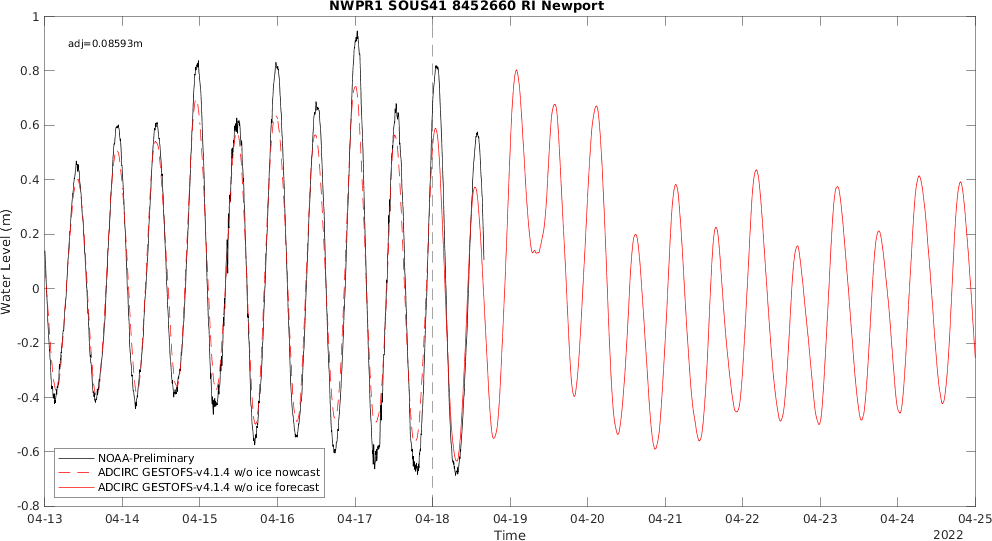 NWPR1 SOUS41 8452660 RI Newport
adj=0.08593m
1
0.8
0.6
0.4
0.2
0
-0.2
-0.4
-0.6
-0.8
Water Level (m)
NOAA-Preliminary
ADCIRC GESTOFS-v4.1.4 w/o ice nowcast
ADCIRC GESTOFS-v4.1.4 w/o ice forecast
04-13 04-14 04-15 04-16 04-17 04-18 04-19 04-20 04-21 04-22 04-23 04-24 04-25
Time
2022